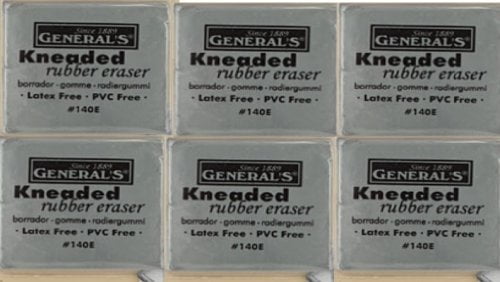 Since 1889
GENERAL'S®
Kneaded
rubber eraser
borrador - gomme - radiergummi
· Latex Free · PVC Free ·
#140E
Since 1889
GENERAL'S®
Kneaded
rubber eraser
borrador - gomme - radiergummi
· Latex Free · PVC Free ·
#140E
Since 1889
GENERAL'S®
Kneaded
rubber eraser
borrador - gomme - radiergummi
· Latex Free · PVC Free ·
#140E
Since 1889
GENERAL'S®
Kneaded
rubber eraser
borrador - gomme - radiergummi
· Latex Free · PVC Free ·
#140E
Since 1889
GENERAL'S®
Kneaded
rubber eraser
borrador - gomme - radiergummi
· Latex Free · PVC Free ·
#140E
Since 1889
GENERAL'S®
Kneaded
rubber eraser
borrador - gomme - radiergummi
· Latex Free · PVC Free ·
#140E